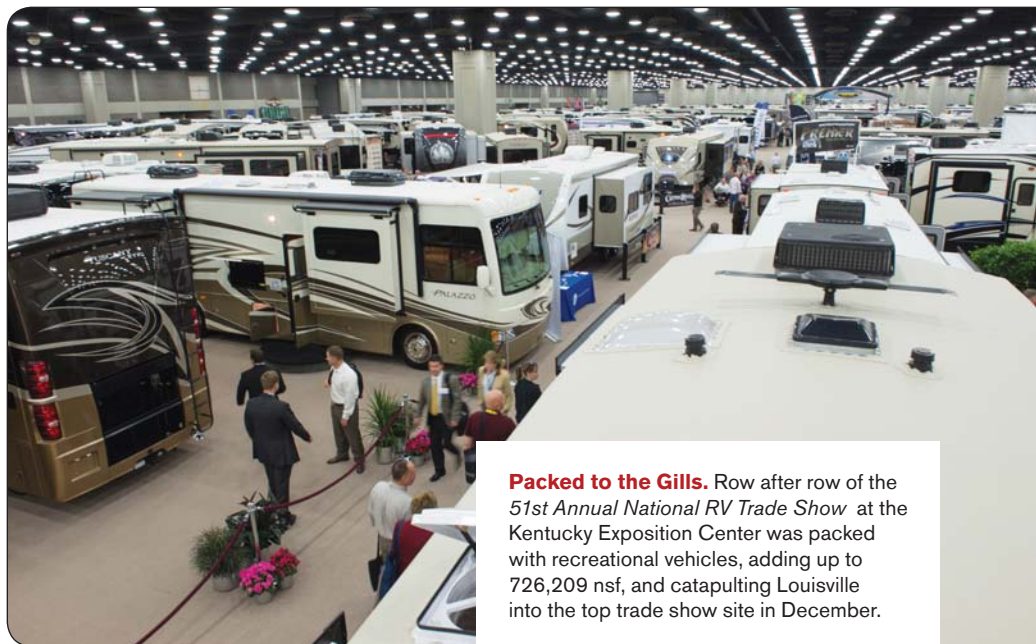 TUSCANY
PALAZZO
PREMIER
Packed to the Gills. Row after row of the
51st Annual National RV Trade Show at the
Kentucky Exposition Center was packed
with recreational vehicles, adding up to
726,209 nsf, and catapulting Louisville
into the top trade show site in December.